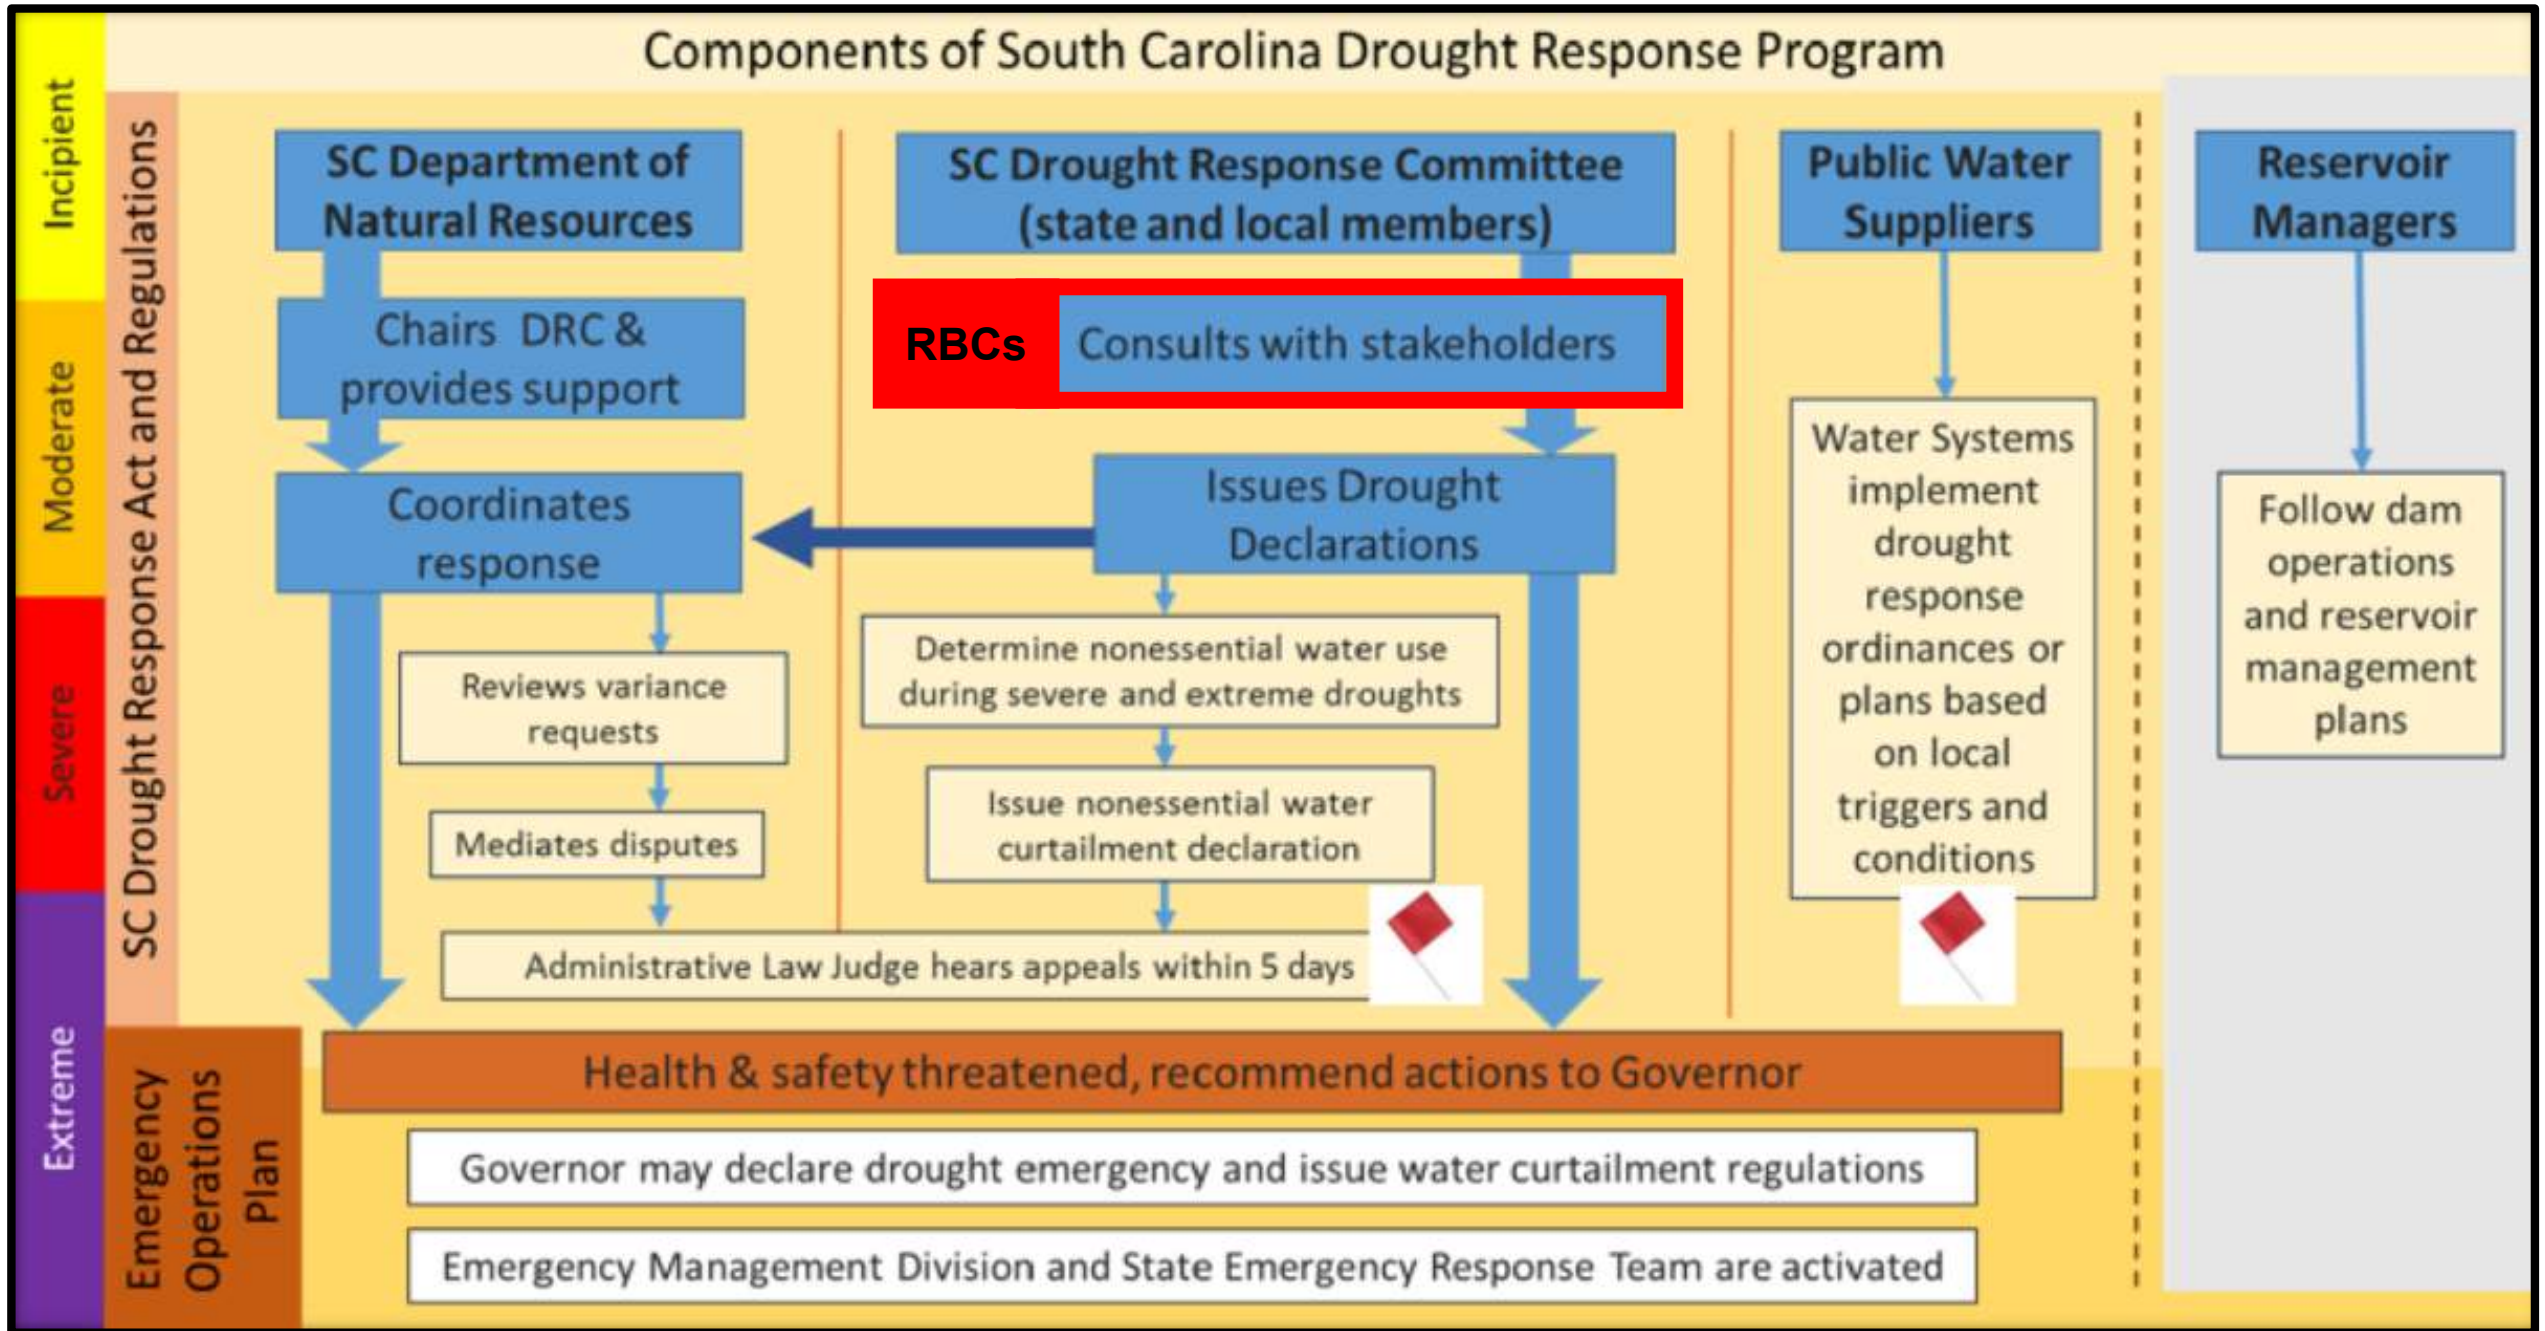 Components of South Carolina Drought Response Program
Incipient
Moderate
Severe
Extreme
SC Drought Response Act and Regulations
Emergency
Operations
Plan
SC Department of
Natural Resources
Chairs DRC &
provides support
Coordinates
response
Reviews variance
requests
Mediates disputes
SC Drought Response Committee
(state and local members)
RBCs
Consults with stakeholders
Issues Drought
Declarations
Determine nonessential water use
during severe and extreme droughts
Issue nonessential water
curtailment declaration
Administrative Law Judge hears appeals within 5 days
Public Water
Suppliers
Water Systems
implement
drought
response
ordinances or
plans based
on local
triggers and
conditions
Reservoir
Managers
Follow dam
operations
and reservoir
management
plans
Health & safety threatened, recommend actions to Governor
Governor may declare drought emergency and issue water curtailment regulations
Emergency Management Division and State Emergency Response Team are activated